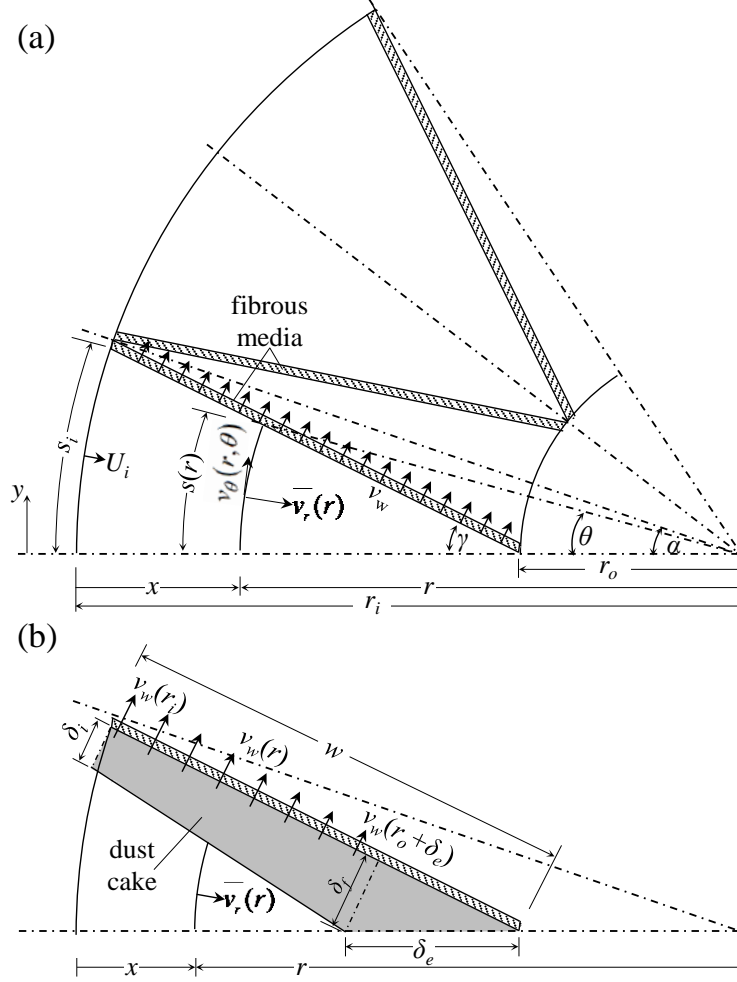 (a)
fibrous
media
s_i
U_i
s(r)
v_θ(r,θ)
v̅_r(r)
v_w
y
γ
θ
α
r_o
x
r
r_i
(b)
v_w(r_i)
δ_i
w
v_w(r)
v_w(r_o + δ_e)
dust
cake
δ_f
v̅_r(r)
δ_e
x
r